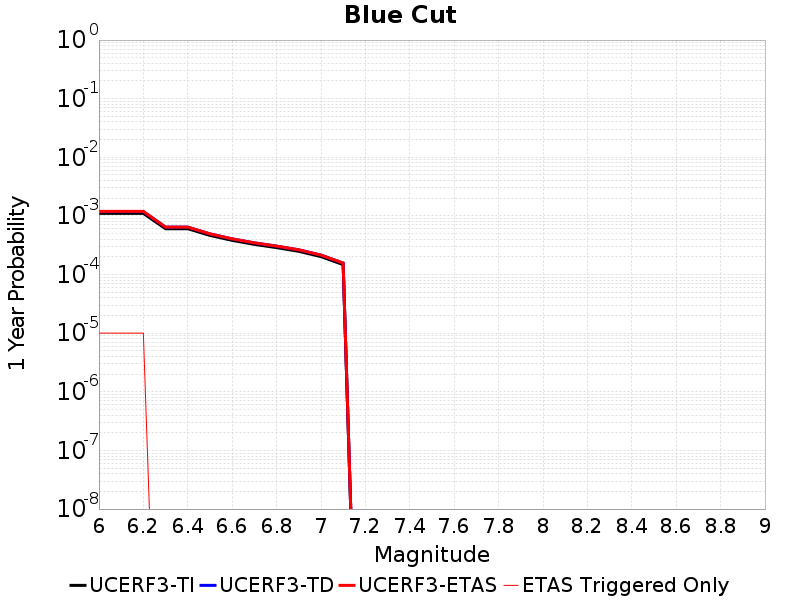 Blue Cut
1 Year Probability
10^0
10^-1
10^-2
10^-3
10^-4
10^-5
10^-6
10^-7
10^-8
6 6.2 6.4 6.6 6.8 7 7.2 7.4 7.6 7.8 8 8.2 8.4 8.6 8.8 9
Magnitude
UCERF3-TI UCERF3-TD UCERF3-ETAS ETAS Triggered Only